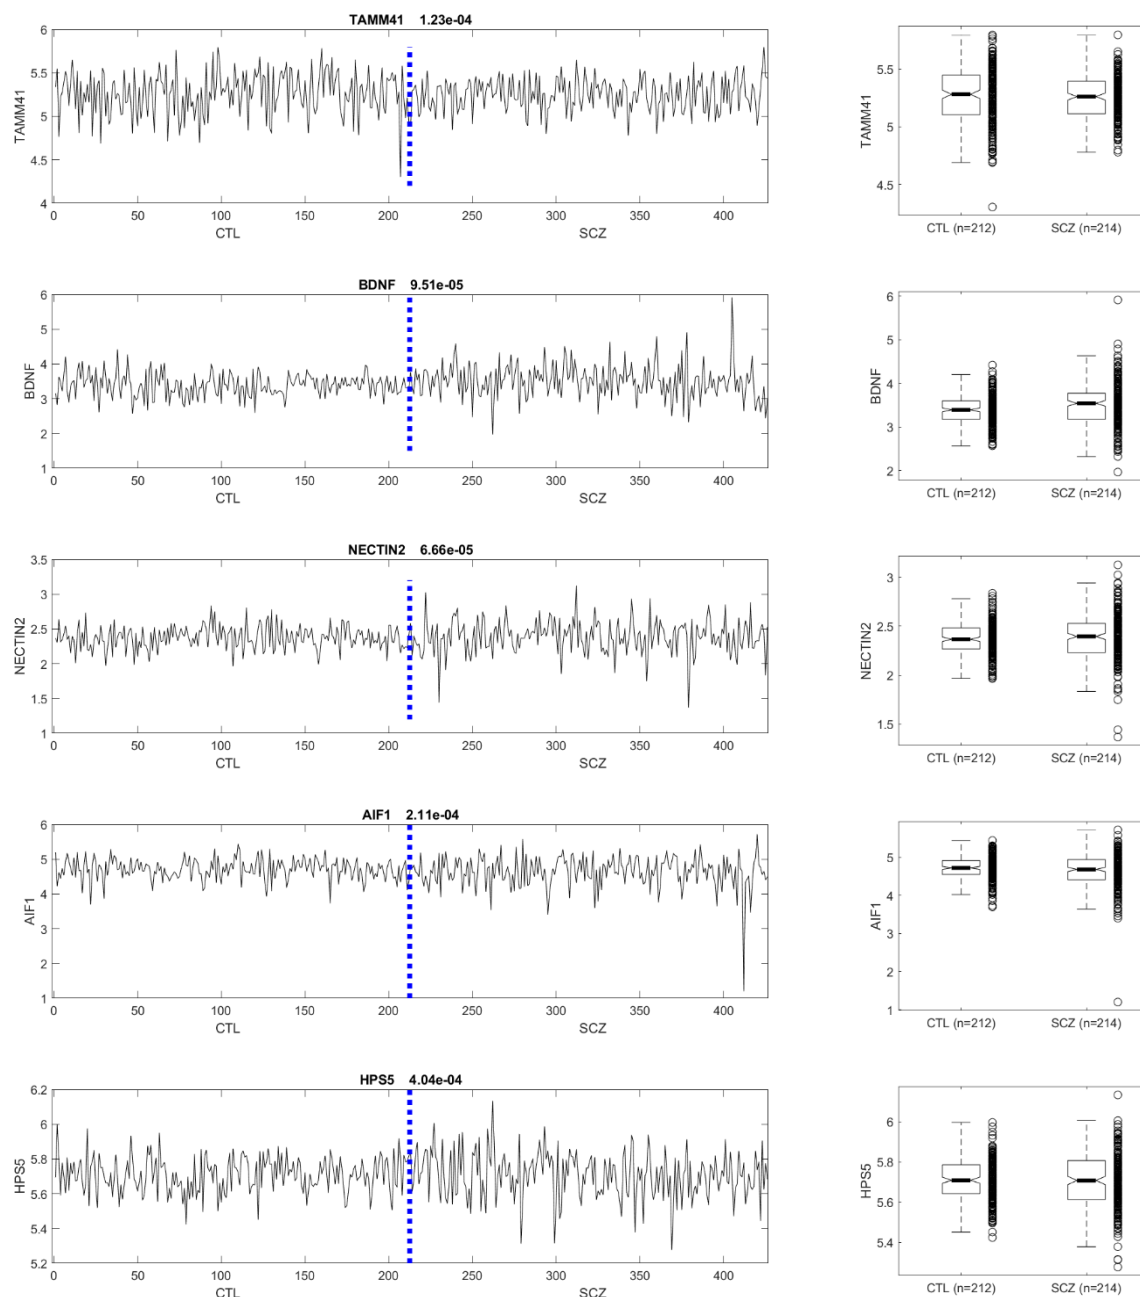 TAMM41 1.23e-04
6
5.5
5
4.5
4
TAMM41
0 50 100 150 200 250 300 350 400
CTL SCZ
5.5
5
4.5
TAMM41
CTL (n=212) SCZ (n=214)
BDNF 9.51e-05
6
5
4
3
2
1
BDNF
0 50 100 150 200 250 300 350 400
CTL SCZ
6
5
4
3
2
BDNF
CTL (n=212) SCZ (n=214)
NECTIN2 6.66e-05
3.5
3
2.5
2
1.5
1
NECTIN2
0 50 100 150 200 250 300 350 400
CTL SCZ
3
2.5
2
1.5
NECTIN2
CTL (n=212) SCZ (n=214)
AIF1 2.11e-04
6
5
4
3
2
1
AIF1
0 50 100 150 200 250 300 350 400
CTL SCZ
5
4
3
2
1
AIF1
CTL (n=212) SCZ (n=214)
HPS5 4.04e-04
6.2
6
5.8
5.6
5.4
5.2
HPS5
0 50 100 150 200 250 300 350 400
CTL SCZ
6
5.8
5.6
5.4
HPS5
CTL (n=212) SCZ (n=214)